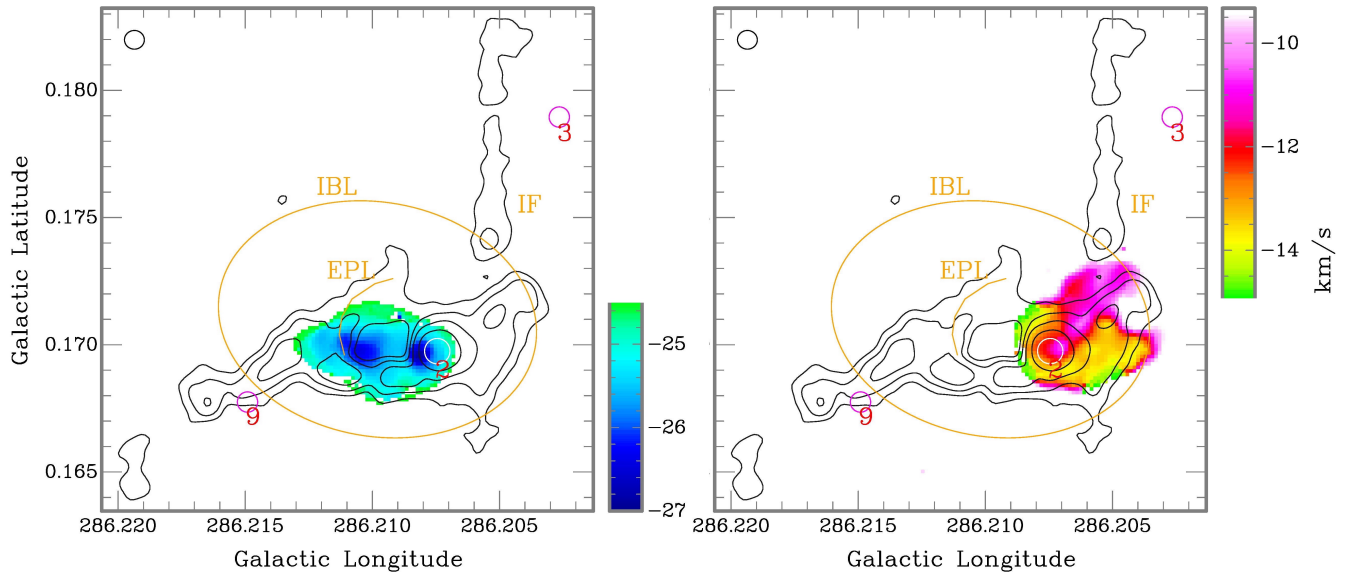 IBL
IF
EPL
3
2
9
0.180
0.175
0.170
0.165
Galactic Latitude
286.220 286.215 286.210 286.205
Galactic Longitude
-25
-26
-27
IBL
IF
EPL
3
2
9
286.220 286.215 286.210 286.205
Galactic Longitude
-10
-12
-14
km/s